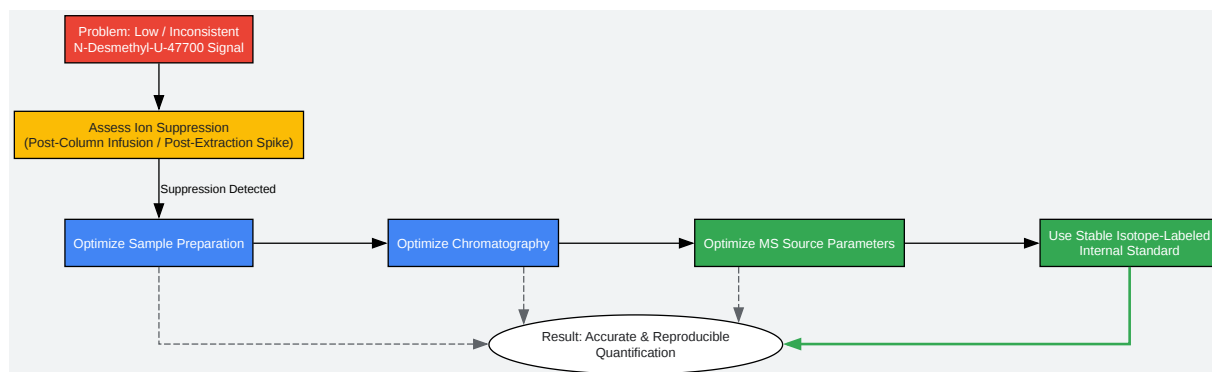 Problem: Low / Inconsistent
N-Desmethyl-U-47700 Signal
Assess Ion Suppression
(Post-Column Infusion / Post-Extraction Spike)
Suppression Detected
Optimize Sample Preparation
Optimize Chromatography
Optimize MS Source Parameters
Use Stable Isotope-Labeled
Internal Standard
Result: Accurate & Reproducible
Quantification